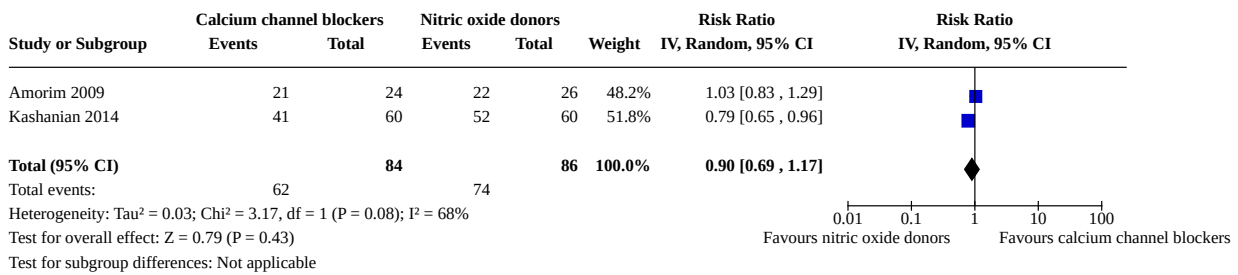 Calcium channel blockers Nitric oxide donors Risk Ratio Risk Ratio
Study or Subgroup Events Total Events Total Weight IV, Random, 95% CI IV, Random, 95% CI
Amorim 2009 21 24 22 26 48.2% 1.03 [0.83 , 1.29]
Kashanian 2014 41 60 52 60 51.8% 0.79 [0.65 , 0.96]
Total (95% CI) 84 86 100.0% 0.90 [0.69 , 1.17]
Total events: 62 74
Heterogeneity: Tau² = 0.03; Chi² = 3.17, df = 1 (P = 0.08); I² = 68%
0.01 0.1 1 10 100
Test for overall effect: Z = 0.79 (P = 0.43)
Favours nitric oxide donors Favours calcium channel blockers
Test for subgroup differences: Not applicable